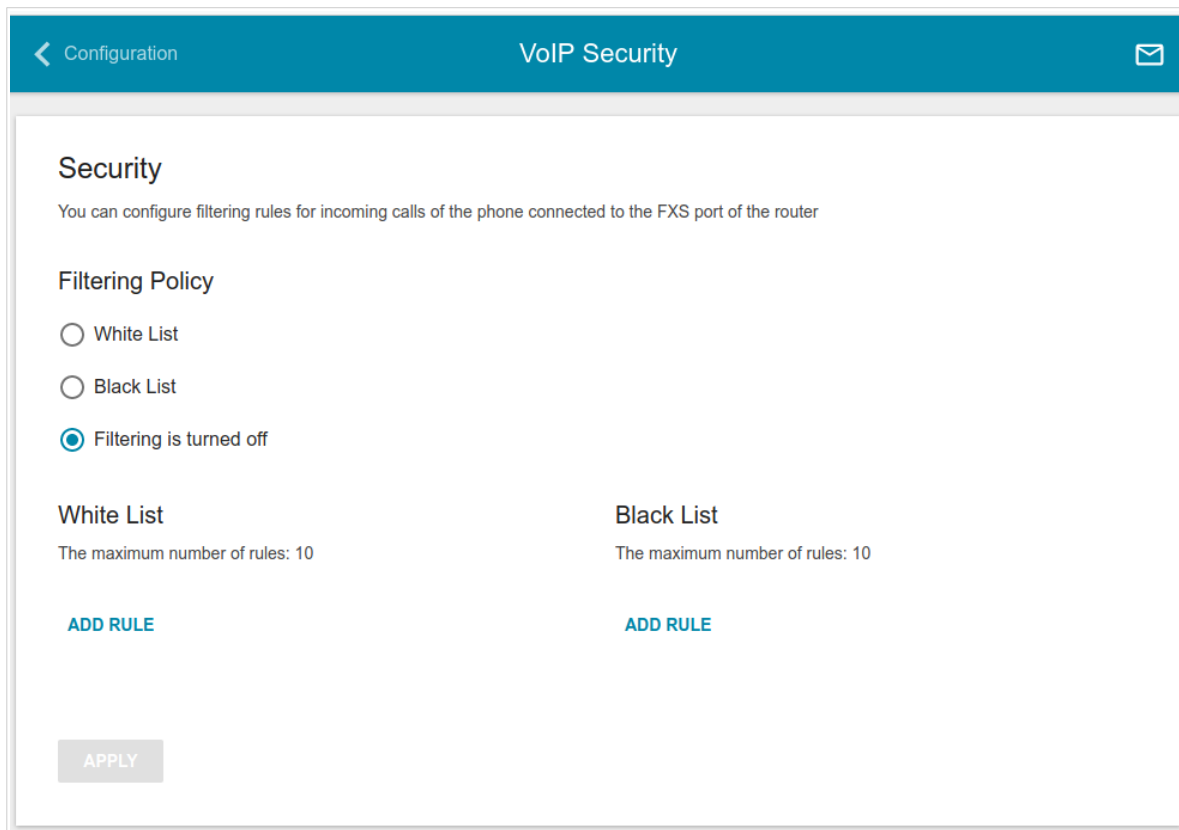 Configuration
VoIP Security
Security
You can configure filtering rules for incoming calls of the phone connected to the FXS port of the router
Filtering Policy
White List
Black List
Filtering is turned off
White List
The maximum number of rules: 10
ADD RULE
Black List
The maximum number of rules: 10
ADD RULE
APPLY